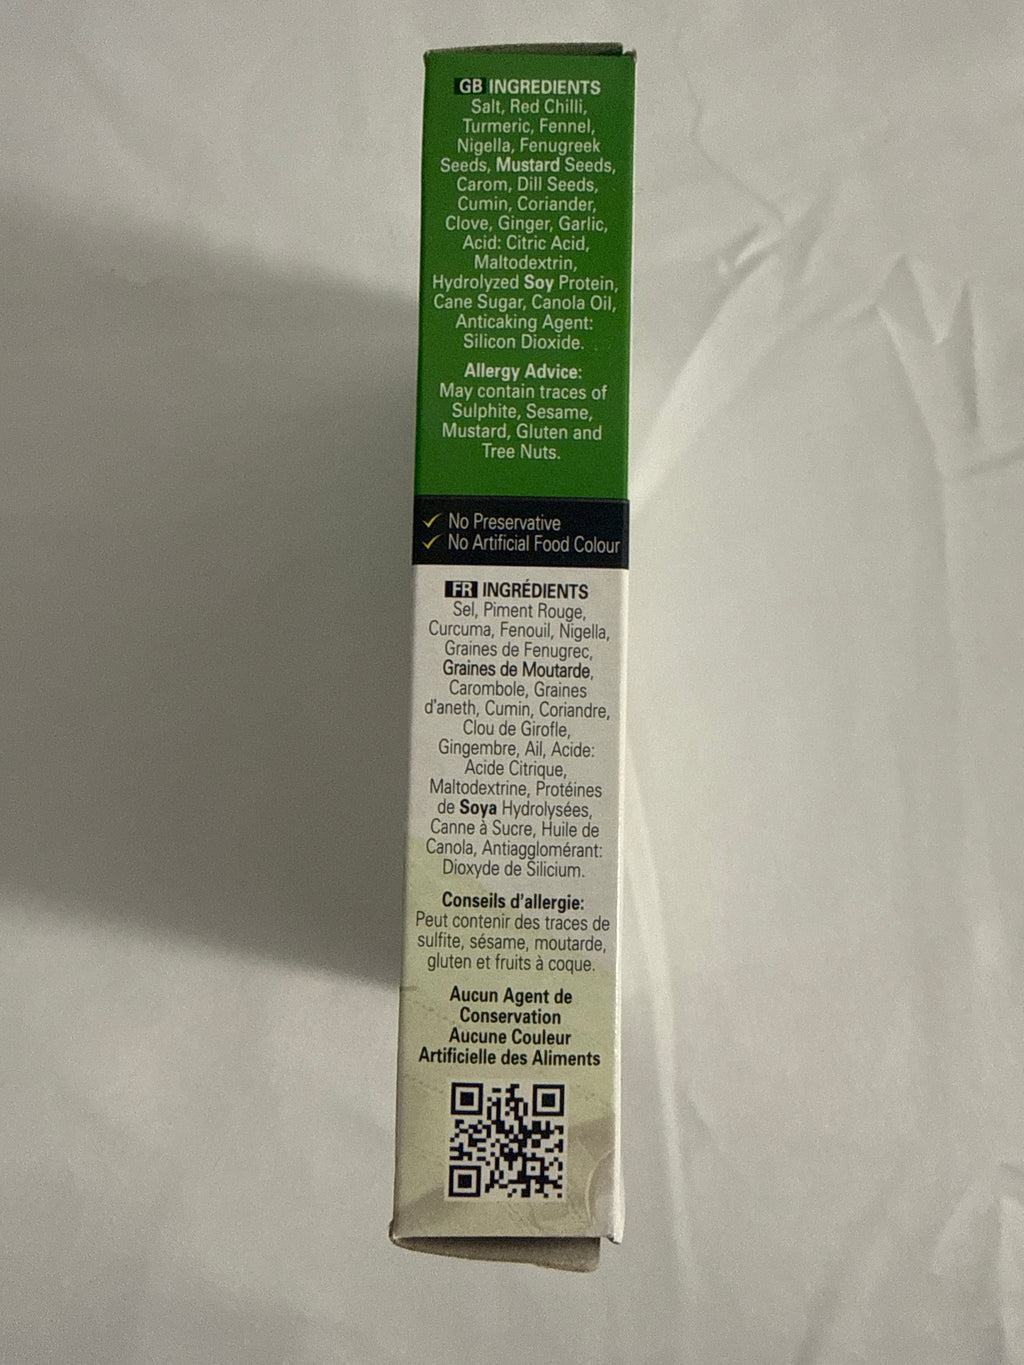 GB INGREDIENTS
Salt, Red Chilli,
Turmeric, Fennel,
Nigella, Fenugreek
Seeds, Mustard Seeds,
Carom, Dill Seeds,
Cumin, Coriander,
Clove, Ginger, Garlic,
Acid: Citric Acid,
Maltodextrin,
Hydrolyzed Soy Protein,
Cane Sugar, Canola Oil,
Anticaking Agent:
Silicon Dioxide.
Allergy Advice:
May contain traces of
Sulphite, Sesame,
Mustard, Gluten and
Tree Nuts.
✓ No Preservative
✓ No Artificial Food Colour
FR INGRÉDIENTS
Sel, Piment Rouge,
Curcuma, Fenouil, Nigella,
Graines de Fenugrec,
Graines de Moutarde,
Carombole, Graines
d'aneth, Cumin, Coriandre,
Clou de Girofle,
Gingembre, Ail, Acide:
Acide Citrique,
Maltodextrine, Protéines
de Soya Hydrolysées,
Canne à Sucre, Huile de
Canola, Antiagglomérant:
Dioxyde de Silicium.
Conseils d'allergie:
Peut contenir des traces de
sulfite, sésame, moutarde,
gluten et fruits à coque.
Aucun Agent de
Conservation
Aucune Couleur
Artificielle des Aliments